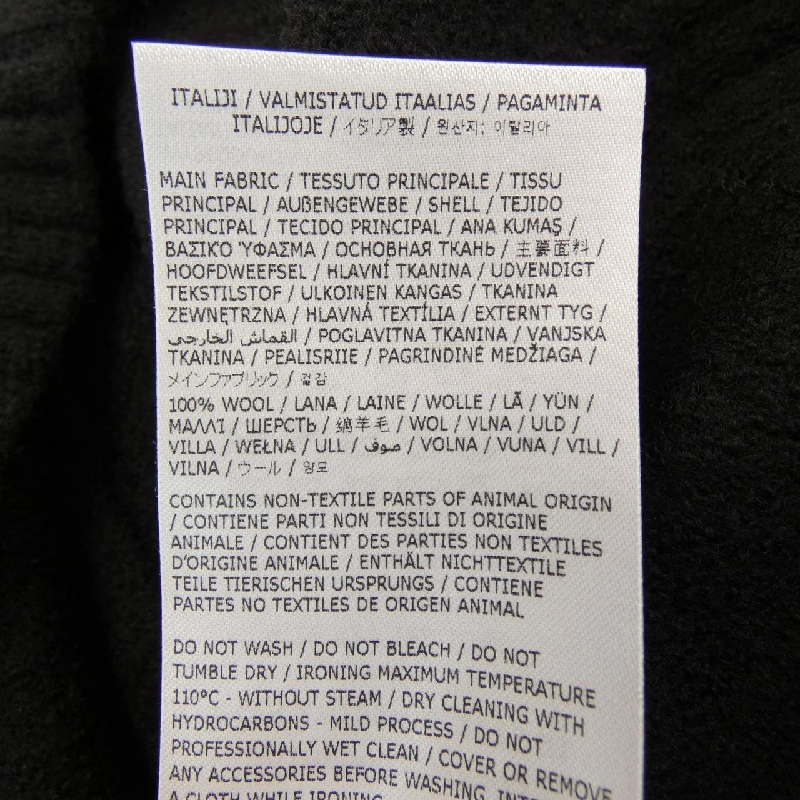 ITALIJI / VALMISTATUD ITAALIAS / PAGAMINTA
ITALIJOJE / イタリア製 / 원산지: 이탈리아
MAIN FABRIC / TESSUTO PRINCIPALE / TISSU
PRINCIPAL / AUßENGEWEBE / SHELL / TEJIDO
PRINCIPAL / TECIDO PRINCIPAL / ANA KUMAŞ /
ΒΑΣΙΚΌ ΎΦΑΣΜΑ / ОСНОВНАЯ ТКАНЬ / 主要面料 /
HOOFDWEEFSEL / HLAVNÍ TKANINA / UDVENDIGT
TEKSTILSTOF / ULKOINEN KANGAS / TKANINA
ZEWNĘTRZNA / HLAVNÁ TEXTÍLIA / EXTERNT TYG /
القماش الخارجي / POGLAVITNA TKANINA / VANJSKA
TKANINA / PEALISRIIE / PAGRINDINĖ MEDŽIAGA /
メインファブリック / 겉감
100% WOOL / LANA / LAINE / WOLLE / LÃ / YÜN /
ΜΑΛΛΊ / ШЕРСТЬ / 绵羊毛 / WOL / VLNA / ULD /
VILLA / WEŁNA / ULL / صوف / VOLNA / VUNA / VILL /
VILNA / ウール / 양모
CONTAINS NON-TEXTILE PARTS OF ANIMAL ORIGIN
/ CONTIENE PARTI NON TESSILI DI ORIGINE
ANIMALE / CONTIENT DES PARTIES NON TEXTILES
D'ORIGINE ANIMALE / ENTHÄLT NICHTTEXTILE
TEILE TIERISCHEN URSPRUNGS / CONTIENE
PARTES NO TEXTILES DE ORIGEN ANIMAL
DO NOT WASH / DO NOT BLEACH / DO NOT
TUMBLE DRY / IRONING MAXIMUM TEMPERATURE
110°C - WITHOUT STEAM / DRY CLEANING WITH
HYDROCARBONS - MILD PROCESS / DO NOT
PROFESSIONALLY WET CLEAN / COVER OR REMOVE
ANY ACCESSORIES BEFORE WASHING,
A CLOTH WHILE IRONING